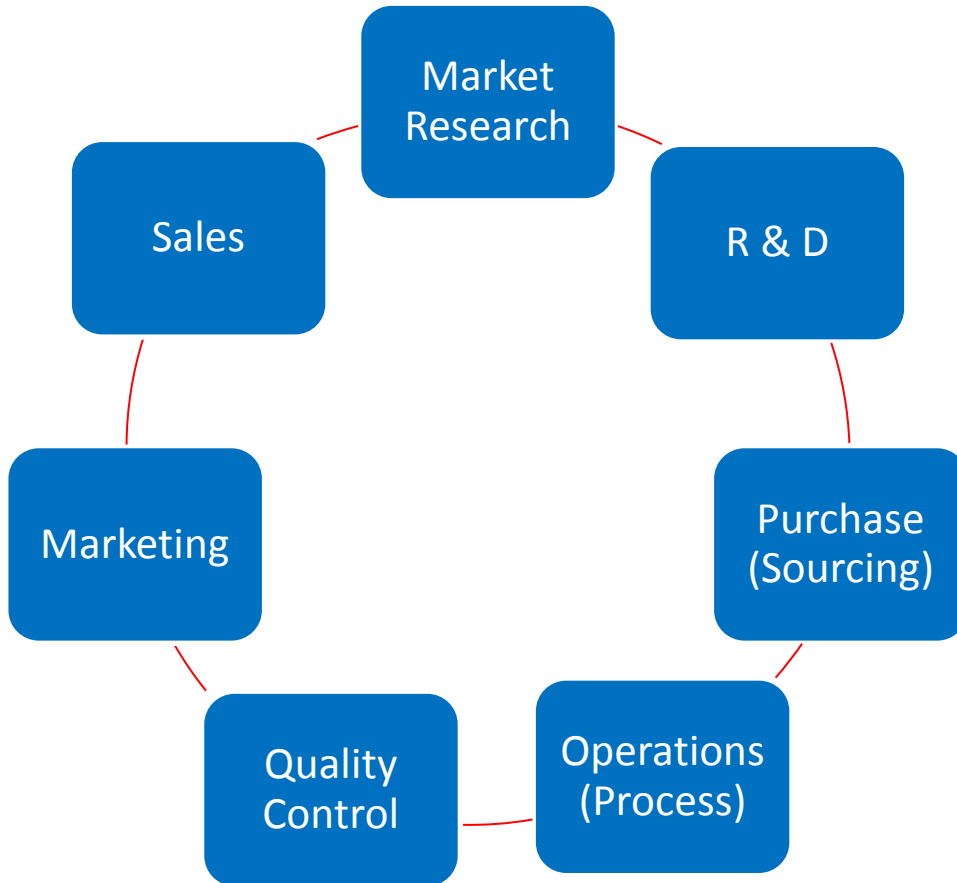 Market
Research
R & D
Purchase
(Sourcing)
Operations
(Process)
Quality
Control
Marketing
Sales